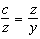 c/z = z/y